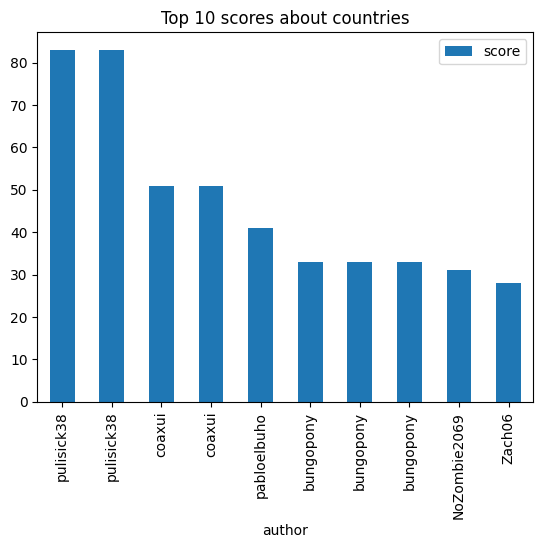 Top 10 scores about countries
score
80
70
60
50
40
30
20
10
0
pulisick38
pulisick38
coaxui
coaxui
pabloelbuho
bungopony
bungopony
bungopony
NoZombie2069
Zach06
author